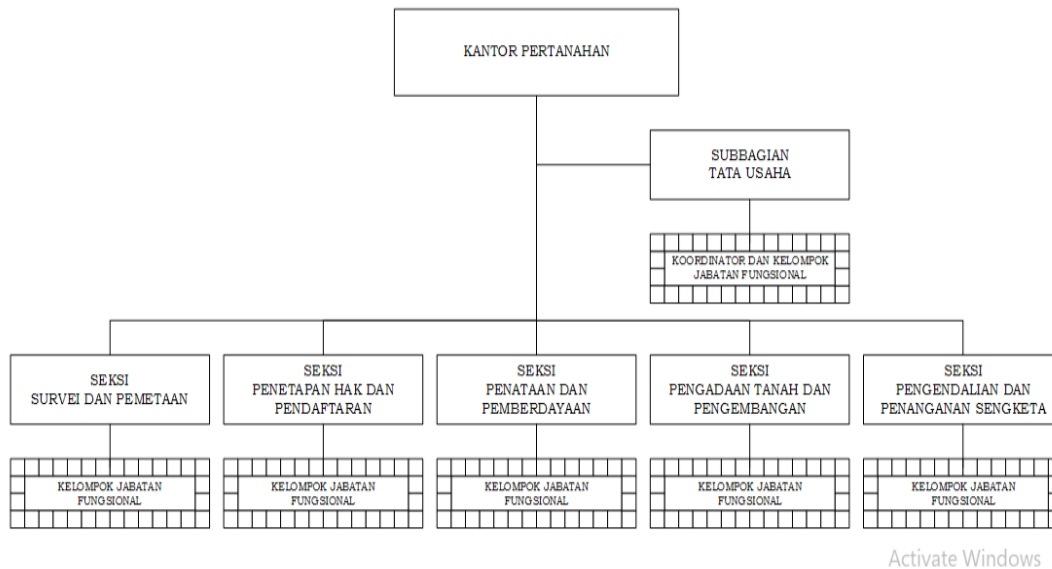 KANTOR PERTANAHAN
SUBBAGIAN
TATA USAHA
KOORDINATOR DAN KELOMPOK
JABATAN FUNGSIONAL
SEKSI
SURVEI DAN PEMETAAN
SEKSI
PENETAPAN HAK DAN
PENDAFTARAN
SEKSI
PENATAAN DAN
PEMBERDAYAAN
SEKSI
PENGADAAN TANAH DAN
PENGEMBANGAN
SEKSI
PENGENDALIAN DAN
PENANGANAN SENGKETA
KELOMPOK JABATAN
FUNGSIONAL
KELOMPOK JABATAN
FUNGSIONAL
KELOMPOK JABATAN
FUNGSIONAL
KELOMPOK JABATAN
FUNGSIONAL
KELOMPOK JABATAN
FUNGSIONAL
Activate Windows